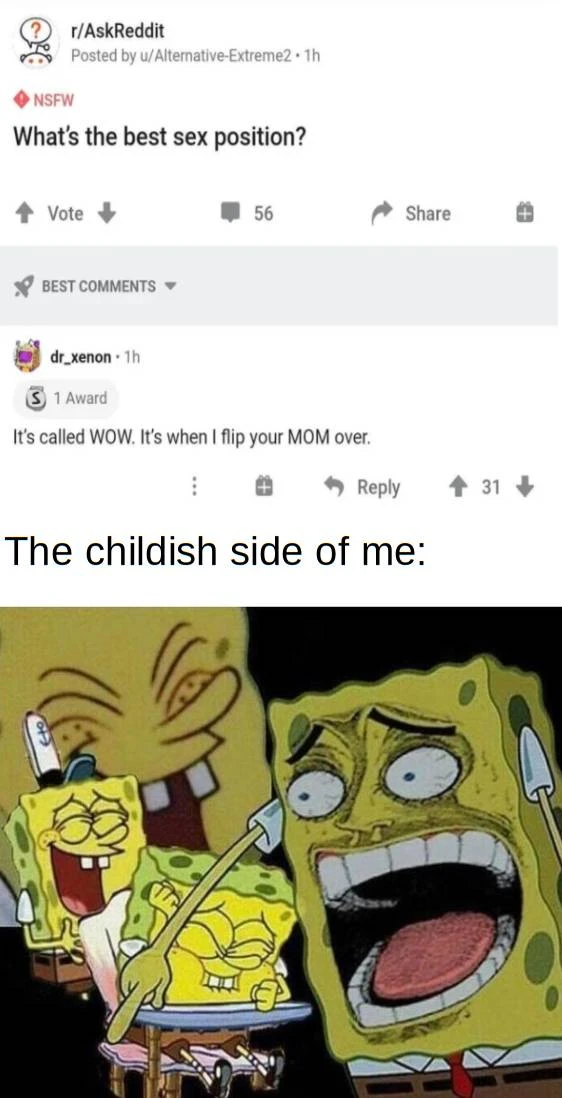 r/AskReddit
Posted by u/Alternative-Extreme2 • 1h
NSFW
What's the best sex position?
Vote
56
Share
BEST COMMENTS
dr_xenon • 1h
S 1 Award
It's called WOW. It's when I flip your MOM over.
Reply
31
The childish side of me: